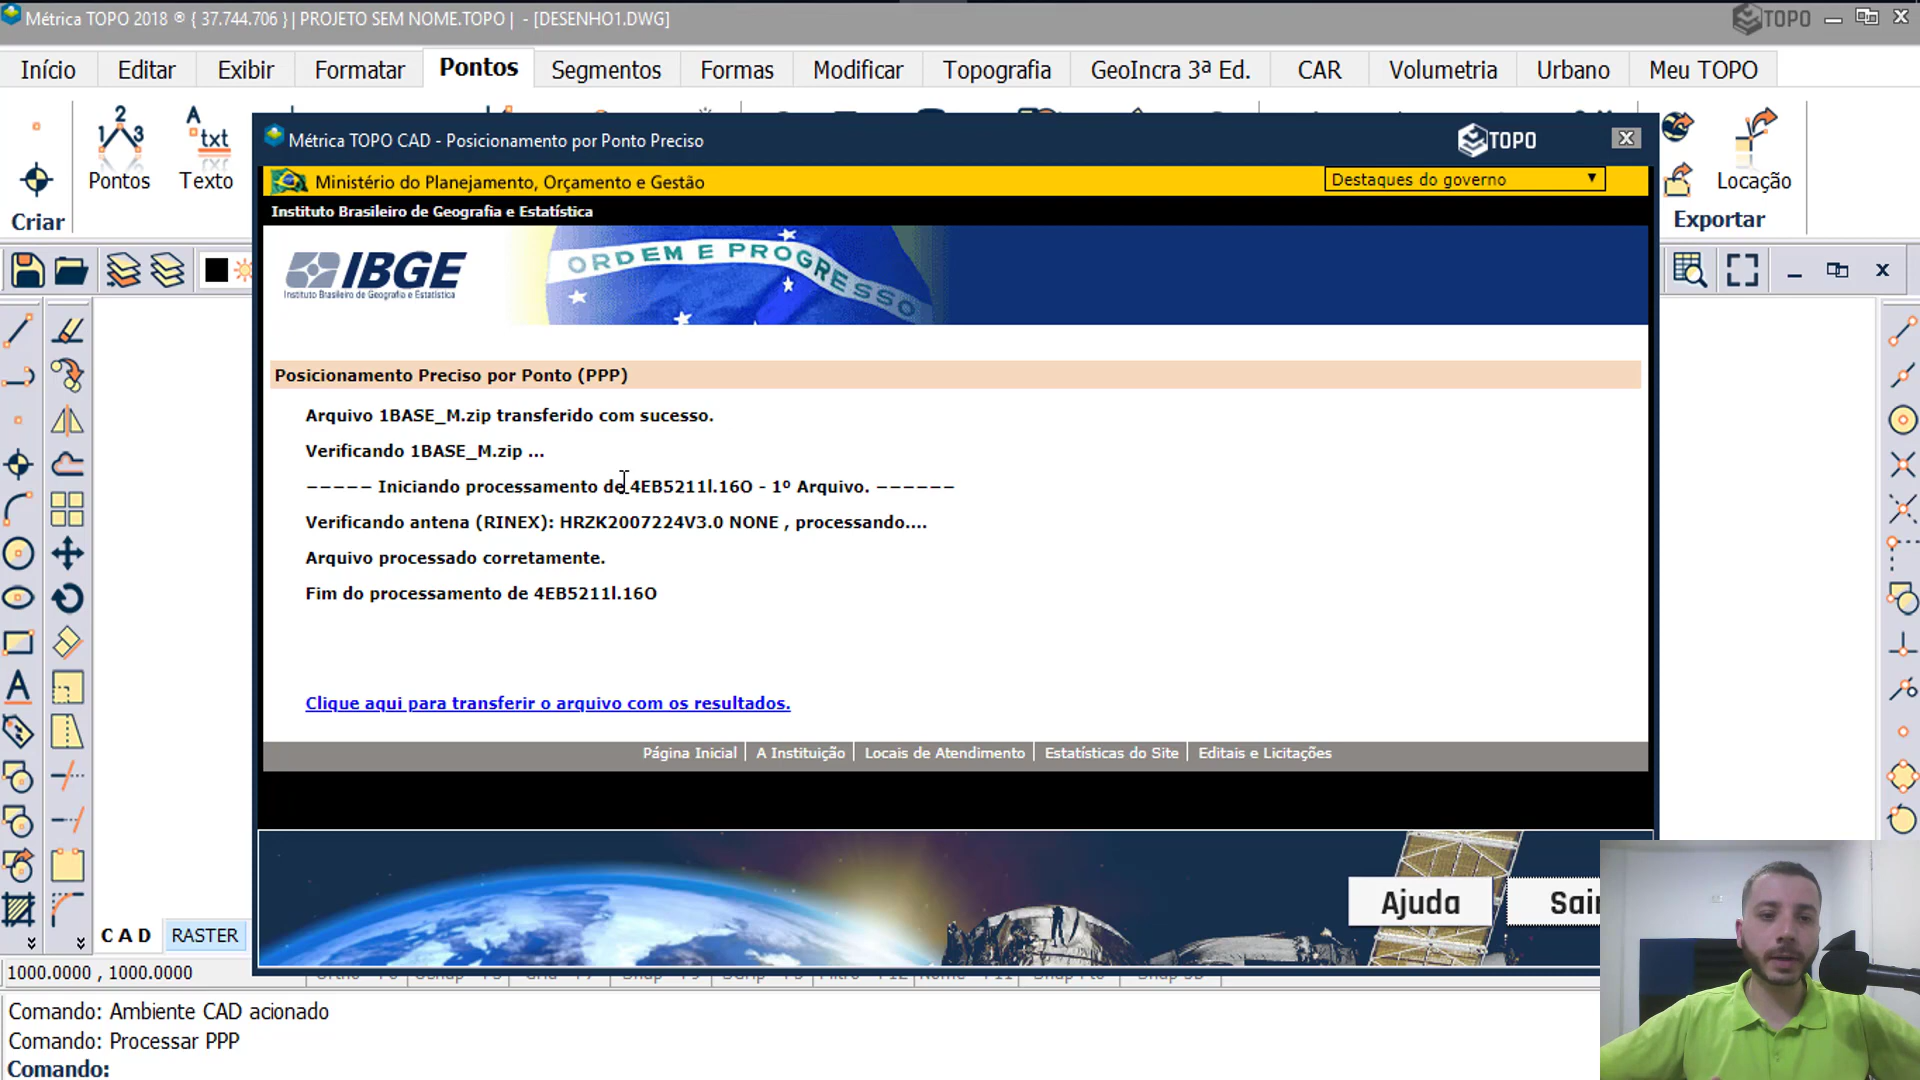 Métrica TOPO 2018 ® { 37.744.706 } | PROJETO SEM NOME.TOPO | - [DESENHO1.DWG]
TOPO
Início Editar Exibir Formatar Pontos Segmentos Formas Modificar Topografia GeoIncra 3ª Ed. CAR Volumetria Urbano Meu TOPO
Pontos Texto
Criar
Locação
Exportar
Métrica TOPO CAD - Posicionamento por Ponto Preciso
TOPO
Ministério do Planejamento, Orçamento e Gestão
Destaques do governo
Instituto Brasileiro de Geografia e Estatística
IBGE
Instituto Brasileiro de Geografia e Estatística
ORDEM E PROGRESSO
Posicionamento Preciso por Ponto (PPP)
Arquivo 1BASE_M.zip transferido com sucesso.
Verificando 1BASE_M.zip ...
----- Iniciando processamento de 4EB5211l.16O - 1º Arquivo. ------
Verificando antena (RINEX): HRZK2007224V3.0 NONE , processando....
Arquivo processado corretamente.
Fim do processamento de 4EB5211l.16O
Clique aqui para transferir o arquivo com os resultados.
Página Inicial | A Instituição | Locais de Atendimento | Estatísticas do Site | Editais e Licitações
Ajuda
Sair
CAD RASTER
1000.0000 , 1000.0000
Comando: Ambiente CAD acionado
Comando: Processar PPP
Comando: